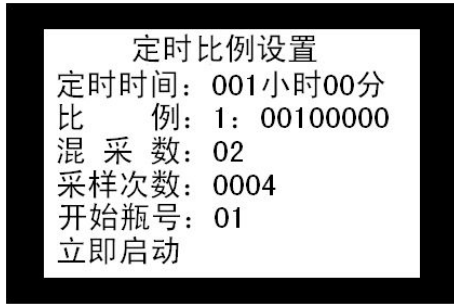 定时比例设置
定时时间：001小时00分
比　　例：1：00100000
混 采 数：02
采样次数：0004
开始瓶号：01
立即启动